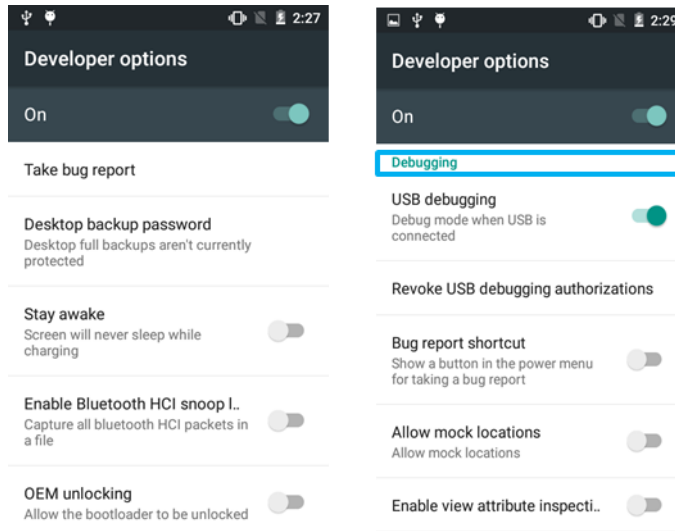 2:27
Developer options
On
Take bug report
Desktop backup password
Desktop full backups aren't currently
protected
Stay awake
Screen will never sleep while
charging
Enable Bluetooth HCI snoop l..
Capture all bluetooth HCI packets in
a file
OEM unlocking
Allow the bootloader to be unlocked
2:29
Developer options
On
Debugging
USB debugging
Debug mode when USB is
connected
Revoke USB debugging authorizations
Bug report shortcut
Show a button in the power menu
for taking a bug report
Allow mock locations
Allow mock locations
Enable view attribute inspecti..